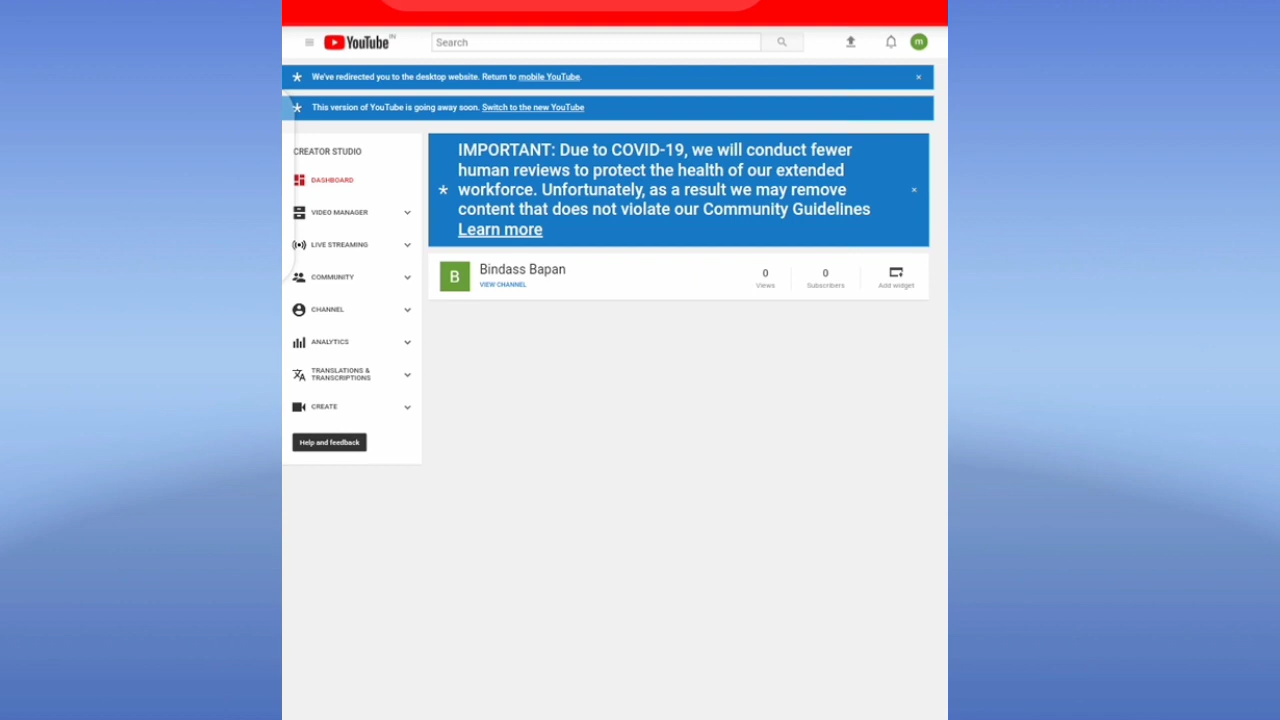 YouTube IN
Search
m
We've redirected you to the desktop website. Return to mobile YouTube.
This version of YouTube is going away soon. Switch to the new YouTube
CREATOR STUDIO
DASHBOARD
VIDEO MANAGER
LIVE STREAMING
COMMUNITY
CHANNEL
ANALYTICS
TRANSLATIONS &
TRANSCRIPTIONS
CREATE
Help and feedback
IMPORTANT: Due to COVID-19, we will conduct fewer
human reviews to protect the health of our extended
workforce. Unfortunately, as a result we may remove
content that does not violate our Community Guidelines
Learn more
B
Bindass Bapan
VIEW CHANNEL
0
Views
0
Subscribers
Add widget